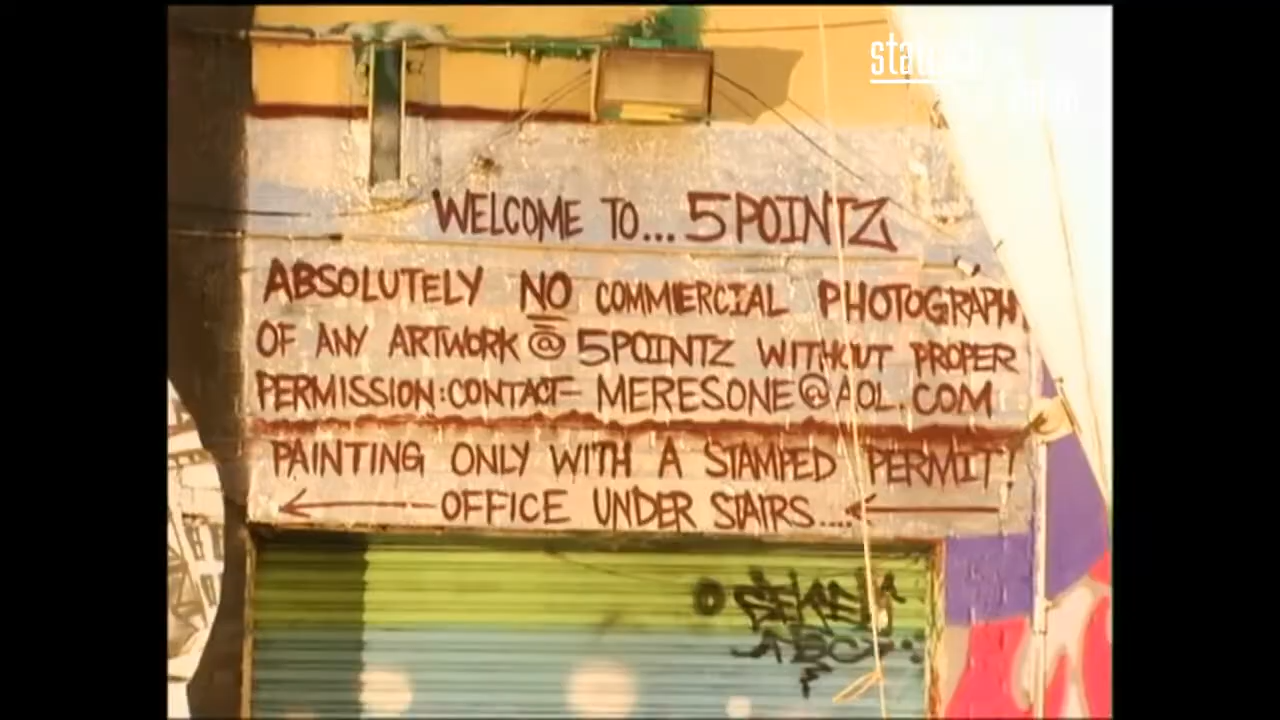 WELCOME TO... 5POINTZ
ABSOLUTELY NO COMMERCIAL PHOTOGRAPHY
OF ANY ARTWORK @ 5POINTZ WITHOUT PROPER
PERMISSION:CONTACT- MERESONE@AOL.COM
PAINTING ONLY WITH A STAMPED PERMIT!
OFFICE UNDER STAIRS....